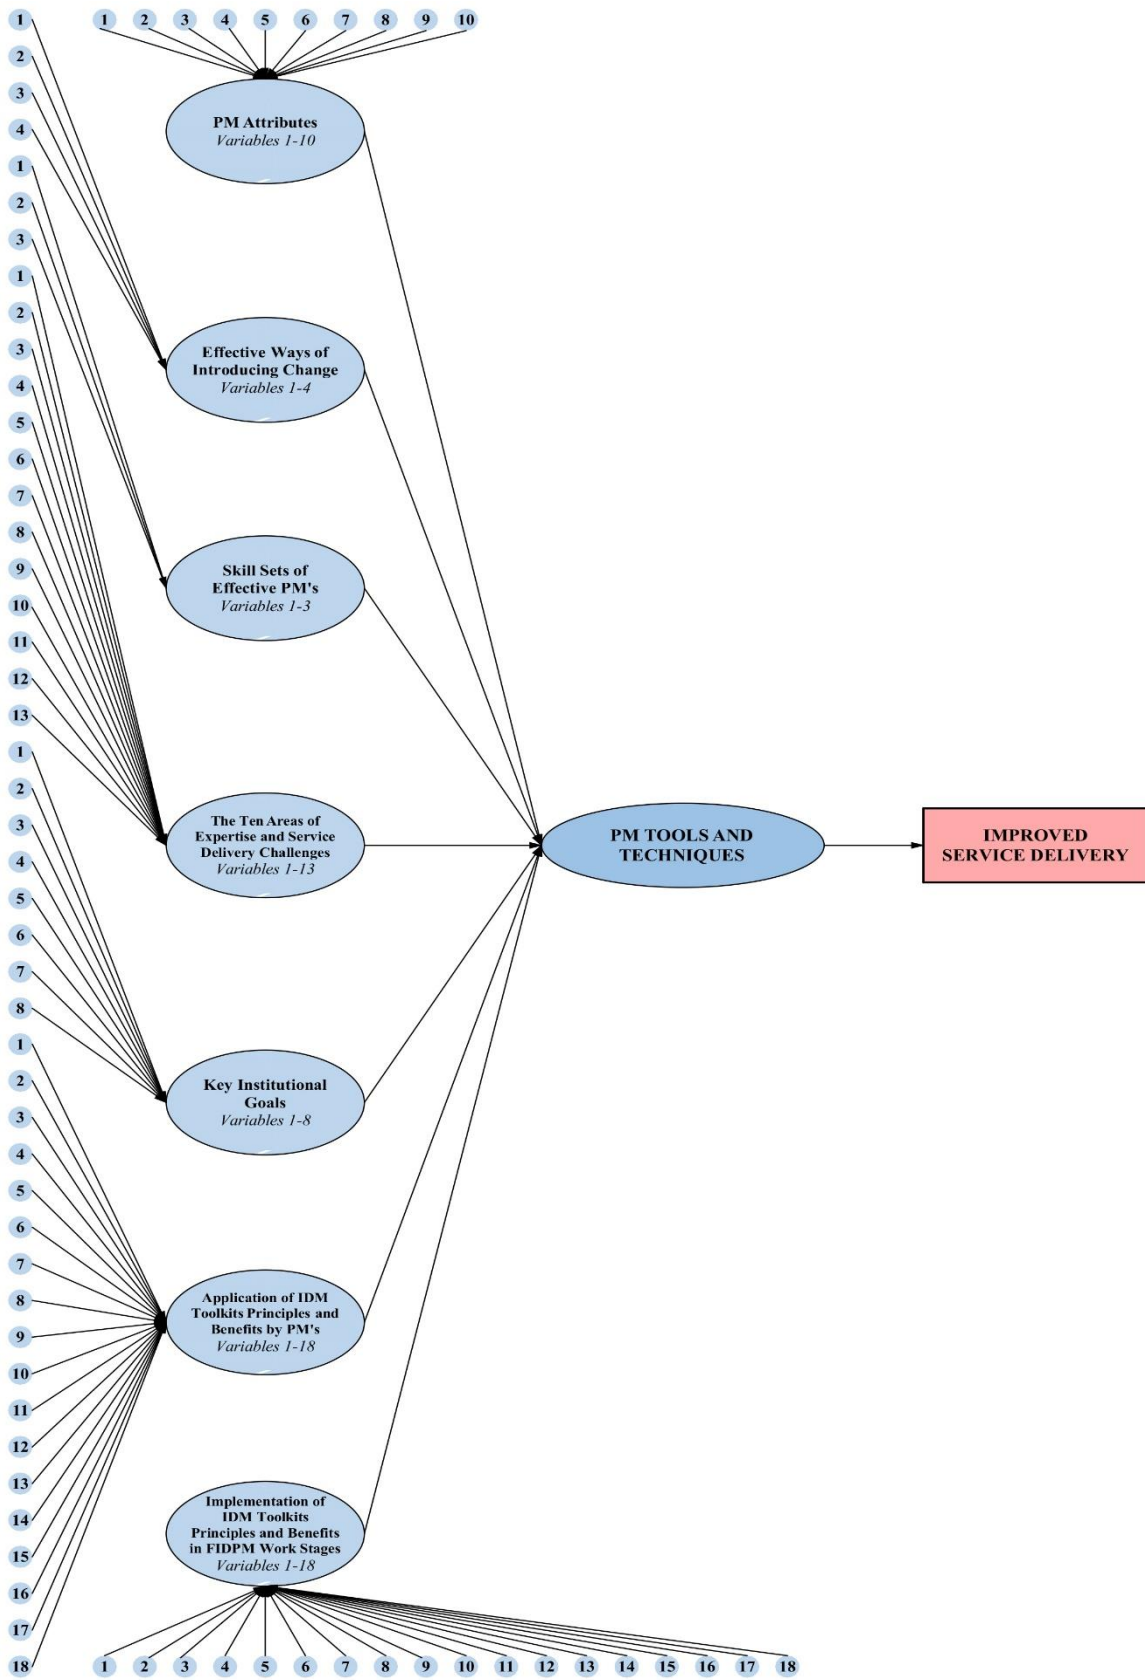 1 2 3 4 5 6 7 8 9 10
PM Attributes
Variables 1-10
1
2
3
4
Effective Ways of
Introducing Change
Variables 1-4
1
2
3
Skill Sets of
Effective PM's
Variables 1-3
1
2
3
4
5
6
7
8
9
10
11
12
13
The Ten Areas of
Expertise and Service
Delivery Challenges
Variables 1-13
1
2
3
4
5
6
7
8
Key Institutional
Goals
Variables 1-8
1
2
3
4
5
6
7
8
9
10
11
12
13
14
15
16
17
18
Application of IDM
Toolkits Principles and
Benefits by PM's
Variables 1-18
Implementation of
IDM Toolkits
Principles and Benefits
in FIDPM Work Stages
Variables 1-18
1 2 3 4 5 6 7 8 9 10 11 12 13 14 15 16 17 18
PM TOOLS AND
TECHNIQUES
IMPROVED
SERVICE DELIVERY